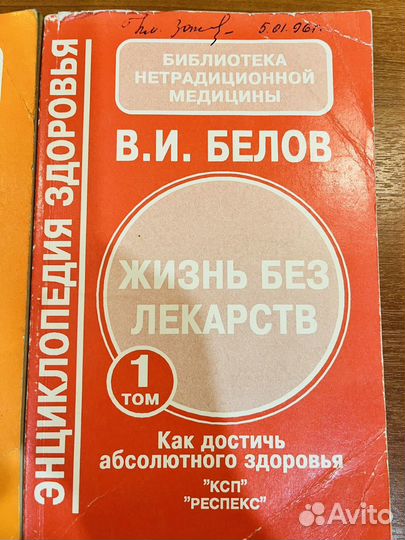 5.01.96г.
БИБЛИОТЕКА
НЕТРАДИЦИОННОЙ
МЕДИЦИНЫ
В.И. БЕЛОВ
ЭНЦИКЛОПЕДИЯ ЗДОРОВЬЯ
ЖИЗНЬ БЕЗ
ЛЕКАРСТВ
1
ТОМ
Как достичь
абсолютного здоровья
"КСП"
"РЕСПЕКС"
Avito